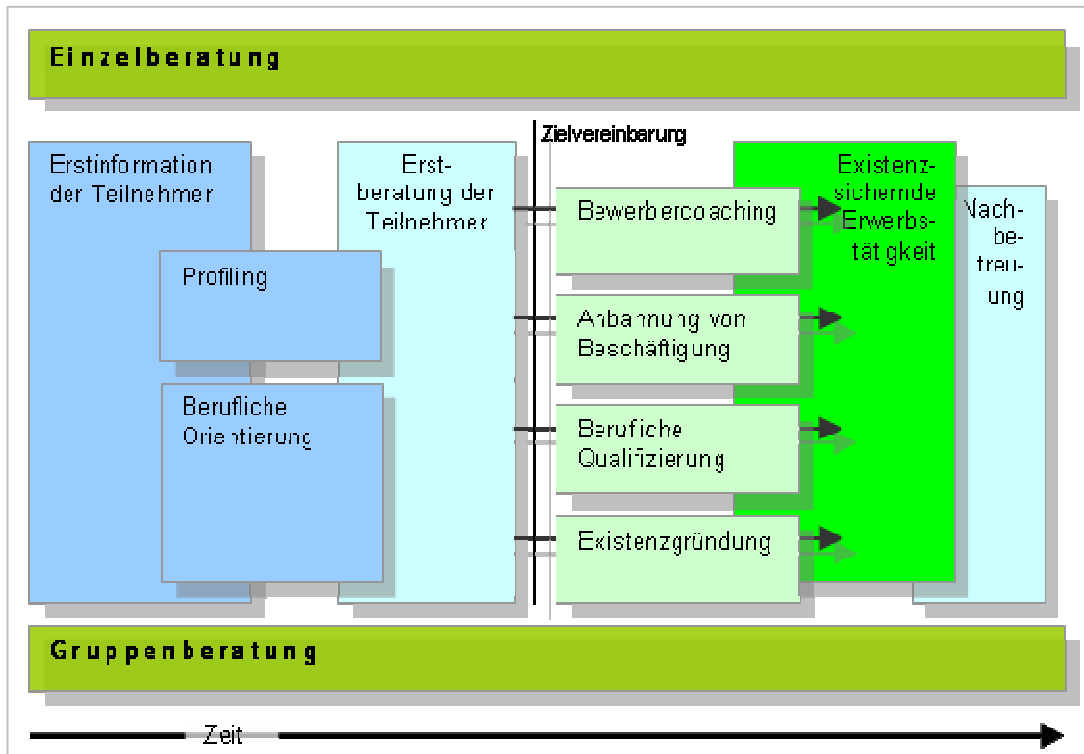 Einzelberatung
Zielvereinbarung
Erstinformation
der Teilnehmer
Erst-
beratung der
Teilnehmer
Profiling
Berufliche
Orientierung
Bewerbercoaching
Anbahnung von
Beschäftigung
Berufliche
Qualifizierung
Existenzgründung
Existenz-
sichernde
Erwerbs-
tätigkeit
Nach-
be-
treu-
ung
Gruppenberatung
Zeit